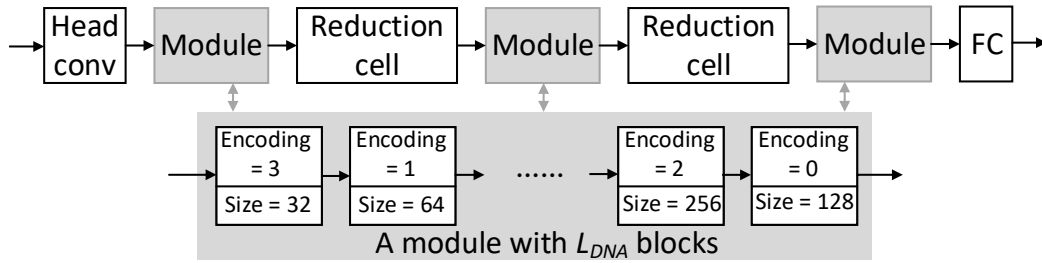 Head conv
Module
Reduction cell
Module
Reduction cell
Module
FC
Encoding = 3
Size = 32
Encoding = 1
Size = 64
......
Encoding = 2
Size = 256
Encoding = 0
Size = 128
A module with L_DNA blocks